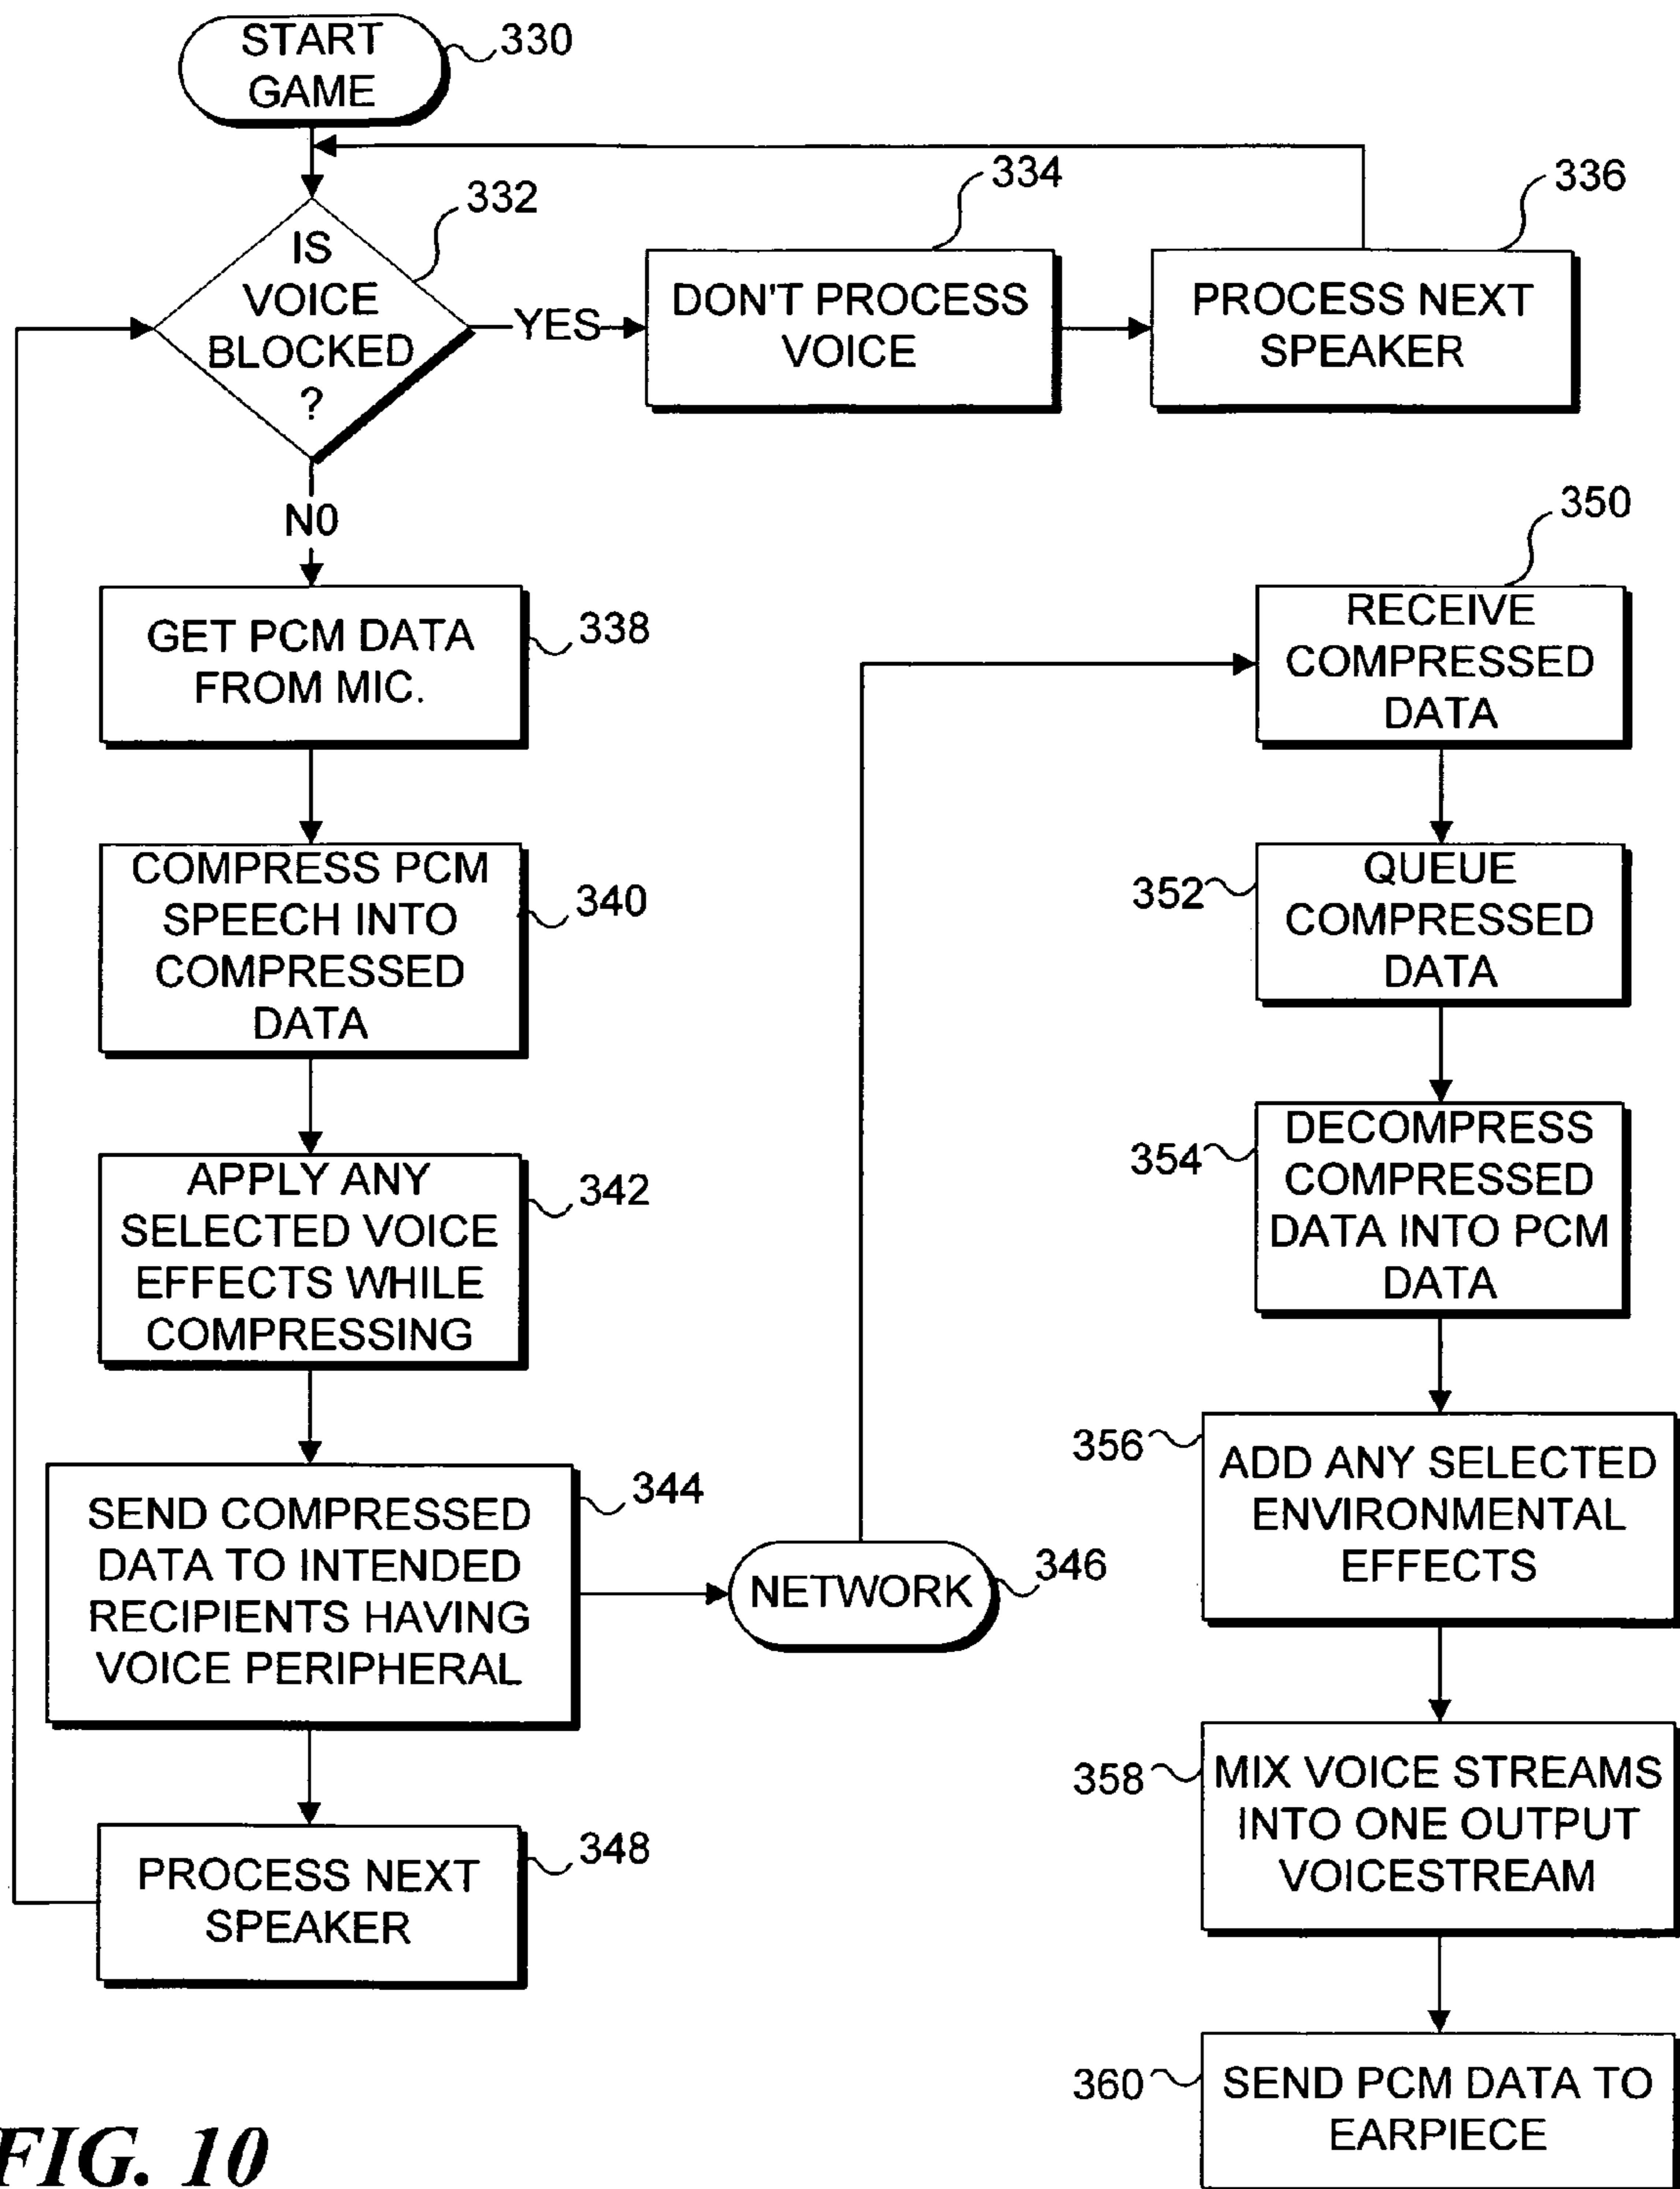 START
GAME
330
332
IS
VOICE
BLOCKED
?
YES
334
DON'T PROCESS
VOICE
336
PROCESS NEXT
SPEAKER
N0
338
GET PCM DATA
FROM MIC.
340
COMPRESS PCM
SPEECH INTO
COMPRESSED
DATA
342
APPLY ANY
SELECTED VOICE
EFFECTS WHILE
COMPRESSING
344
SEND COMPRESSED
DATA TO INTENDED
RECIPIENTS HAVING
VOICE PERIPHERAL
NETWORK
346
348
PROCESS NEXT
SPEAKER
350
RECEIVE
COMPRESSED
DATA
352
QUEUE
COMPRESSED
DATA
354
DECOMPRESS
COMPRESSED
DATA INTO PCM
DATA
356
ADD ANY SELECTED
ENVIRONMENTAL
EFFECTS
358
MIX VOICE STREAMS
INTO ONE OUTPUT
VOICESTREAM
360
SEND PCM DATA TO
EARPIECE
FIG. 10